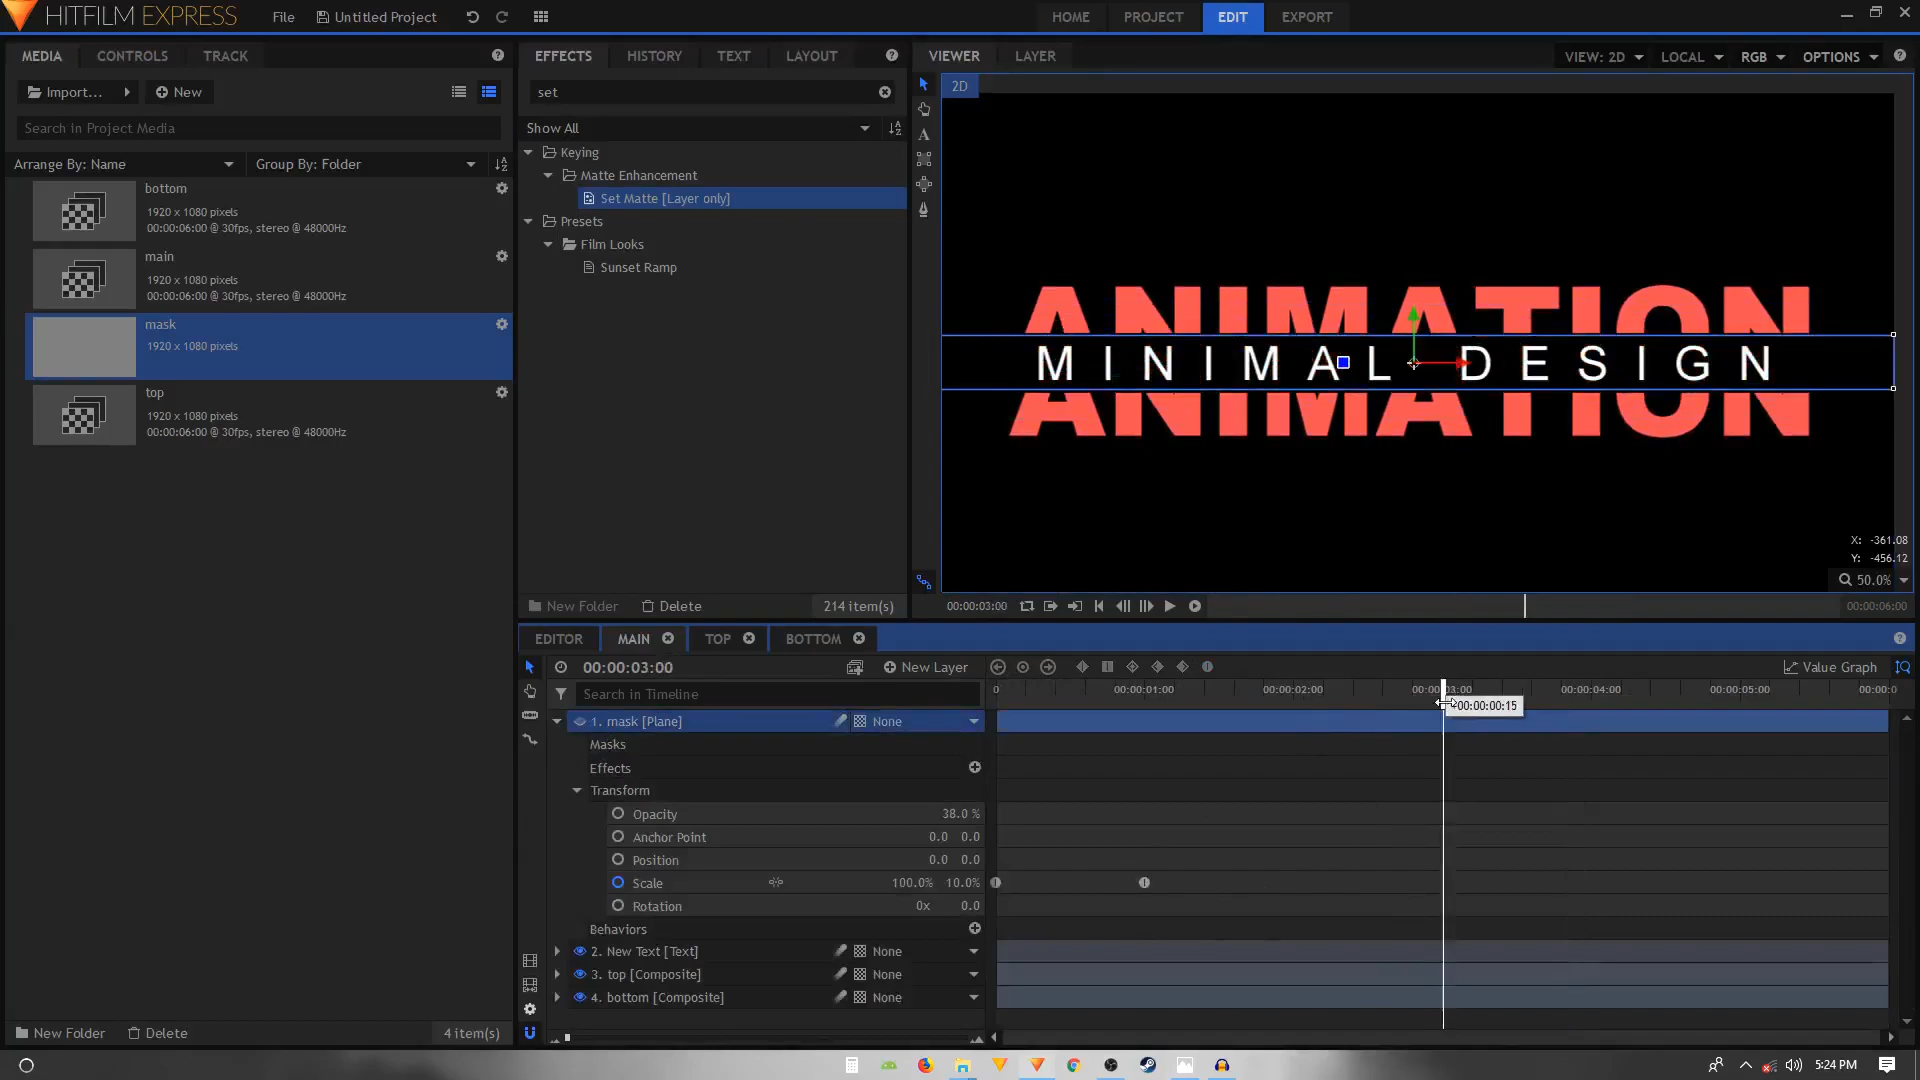 HITFILM EXPRESS
File
Untitled Project
HOME
PROJECT
EDIT
EXPORT
MEDIA
CONTROLS
TRACK
Import...
New
Search in Project Media
Arrange By: Name
Group By: Folder
bottom
1920 x 1080 pixels
00:00:06:00 @ 30fps, stereo @ 48000Hz
main
1920 x 1080 pixels
00:00:06:00 @ 30fps, stereo @ 48000Hz
mask
1920 x 1080 pixels
top
1920 x 1080 pixels
00:00:06:00 @ 30fps, stereo @ 48000Hz
New Folder
Delete
4 item(s)
EFFECTS
HISTORY
TEXT
LAYOUT
set
Show All
Keying
Matte Enhancement
Set Matte [Layer only]
Presets
Film Looks
Sunset Ramp
New Folder
Delete
214 item(s)
VIEWER
LAYER
VIEW: 2D
LOCAL
RGB
OPTIONS
2D
ANIMATION
MINIMAL DESIGN
ANIMATION
X: -361.08
Y: -456.12
50.0%
00:00:03:00
00:00:06:00
EDITOR
MAIN
TOP
BOTTOM
00:00:03:00
New Layer
Value Graph
Search in Timeline
0
00:00:01:00
00:00:02:00
00:00:03:00
00:00:04:00
00:00:05:00
00:00:0
-00:00:00:15
1. mask [Plane]
None
Masks
Effects
Transform
Opacity
38.0 %
Anchor Point
0.0 0.0
Position
0.0 0.0
Scale
100.0% 10.0%
Rotation
0x 0.0
Behaviors
2. New Text [Text]
None
3. top [Composite]
None
4. bottom [Composite]
None
5:24 PM